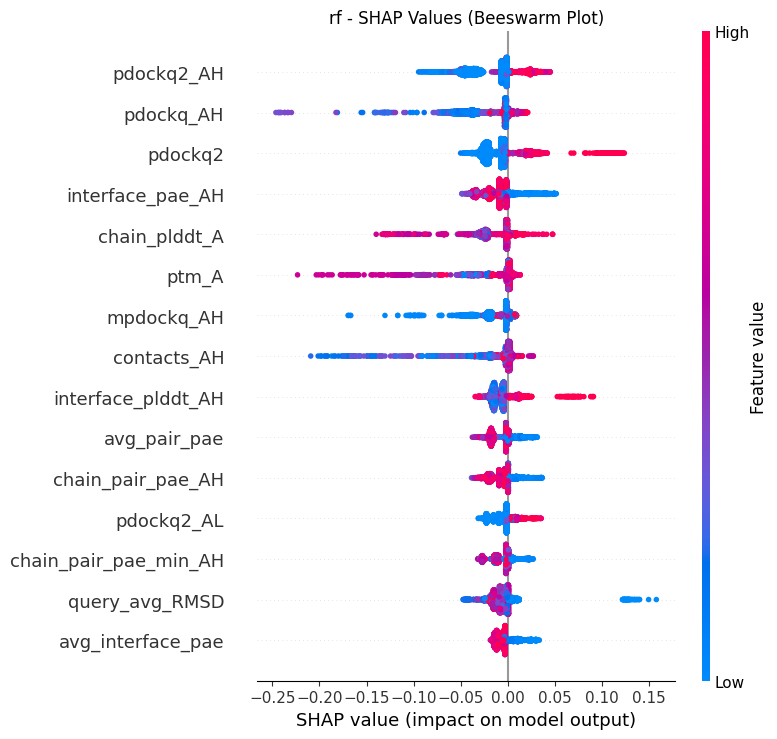 rf - SHAP Values (Beeswarm Plot)
High
pdockq2_AH
pdockq_AH
pdockq2
interface_pae_AH
chain_plddt_A
ptm_A
mpdockq_AH
contacts_AH
interface_plddt_AH
avg_pair_pae
chain_pair_pae_AH
pdockq2_AL
chain_pair_pae_min_AH
query_avg_RMSD
avg_interface_pae
Feature value
Low
−0.25 −0.20 −0.15 −0.10 −0.05 0.00 0.05 0.10 0.15
SHAP value (impact on model output)